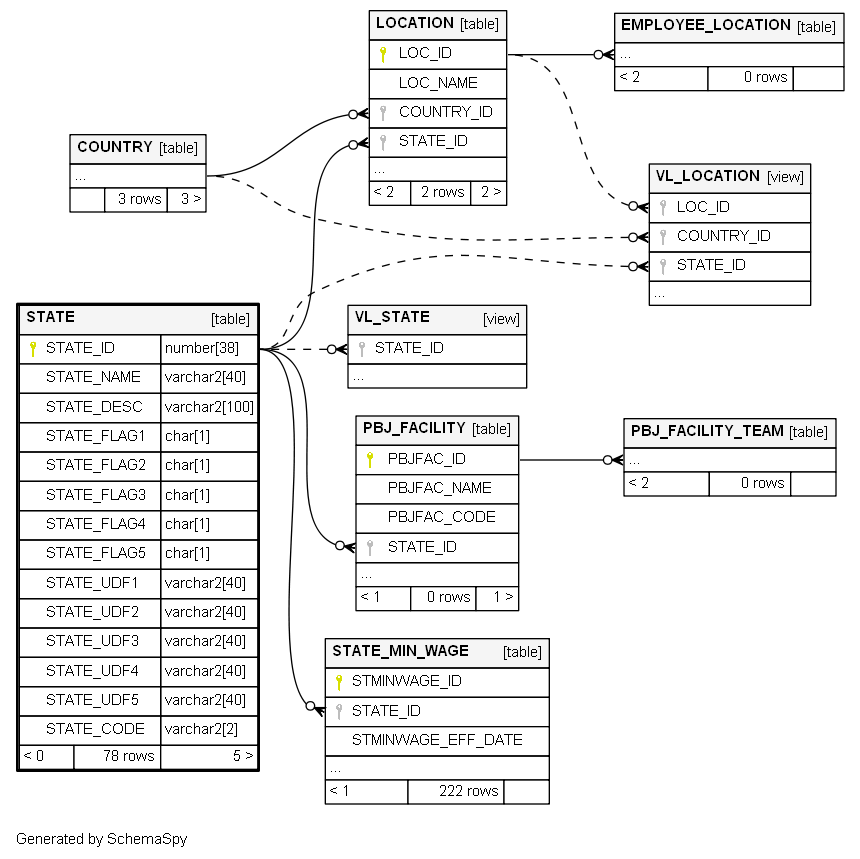 LOCATION [table]
LOC_ID
LOC_NAME
COUNTRY_ID
STATE_ID
...
< 2 2 rows 2 >
EMPLOYEE_LOCATION [table]
...
< 2 0 rows
COUNTRY [table]
...
3 rows 3 >
VL_LOCATION [view]
LOC_ID
COUNTRY_ID
STATE_ID
...
STATE [table]
STATE_ID number[38]
STATE_NAME varchar2[40]
STATE_DESC varchar2[100]
STATE_FLAG1 char[1]
STATE_FLAG2 char[1]
STATE_FLAG3 char[1]
STATE_FLAG4 char[1]
STATE_FLAG5 char[1]
STATE_UDF1 varchar2[40]
STATE_UDF2 varchar2[40]
STATE_UDF3 varchar2[40]
STATE_UDF4 varchar2[40]
STATE_UDF5 varchar2[40]
STATE_CODE varchar2[2]
< 0 78 rows 5 >
VL_STATE [view]
STATE_ID
...
PBJ_FACILITY [table]
PBJFAC_ID
PBJFAC_NAME
PBJFAC_CODE
STATE_ID
...
< 1 0 rows 1 >
PBJ_FACILITY_TEAM [table]
...
< 2 0 rows
STATE_MIN_WAGE [table]
STMINWAGE_ID
STATE_ID
STMINWAGE_EFF_DATE
...
< 1 222 rows
Generated by SchemaSpy